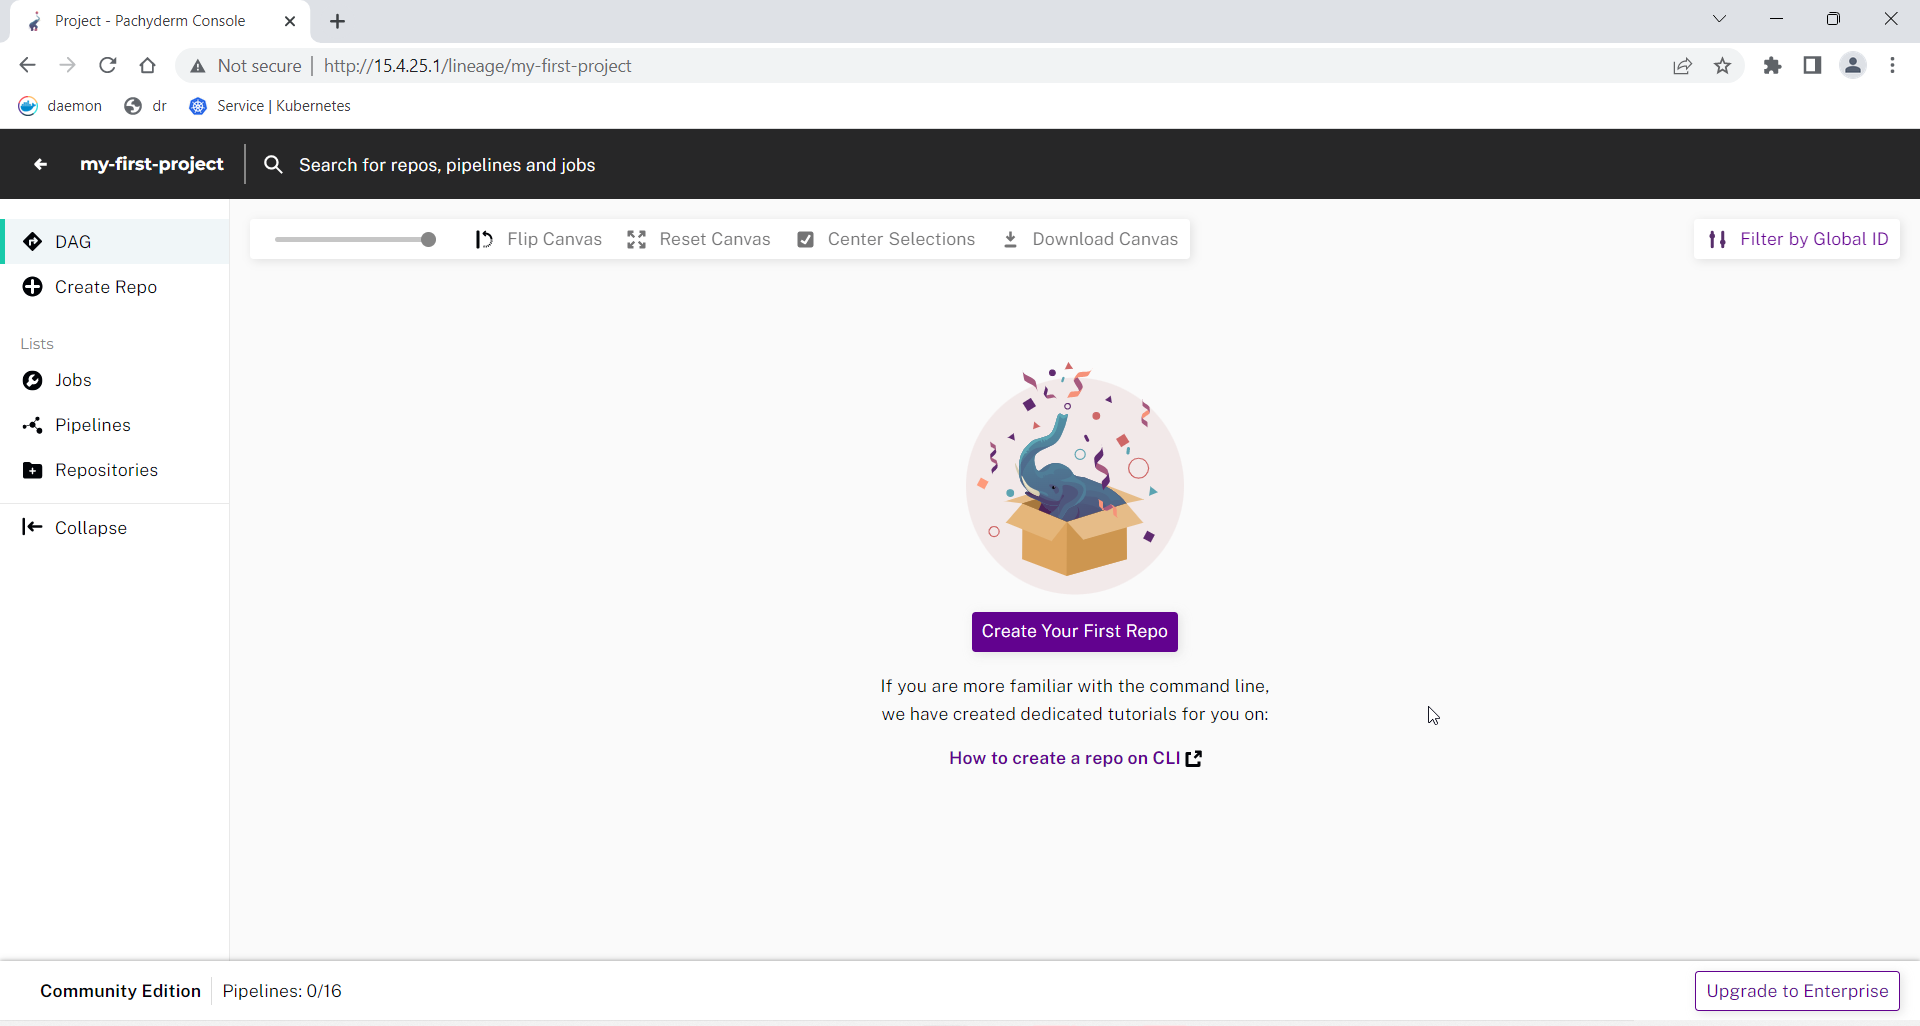 Project - Pachyderm Console
Not secure | http://15.4.25.1/lineage/my-first-project
daemon dr Service | Kubernetes
my-first-project Search for repos, pipelines and jobs
DAG
Create Repo
Lists
Jobs
Pipelines
Repositories
Collapse
Flip Canvas Reset Canvas Center Selections Download Canvas Filter by Global ID
Create Your First Repo
If you are more familiar with the command line,
we have created dedicated tutorials for you on:
How to create a repo on CLI
Community Edition Pipelines: 0/16 Upgrade to Enterprise